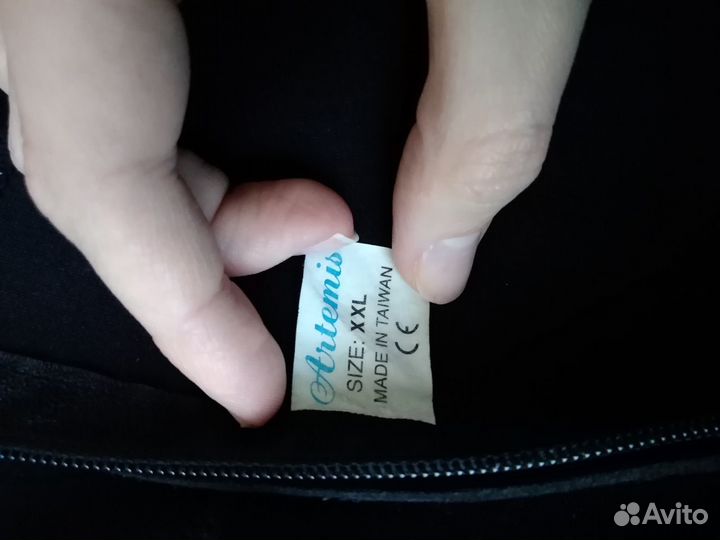 Artemis
SIZE: XXL
MADE IN TAIWAN
CE
Avito